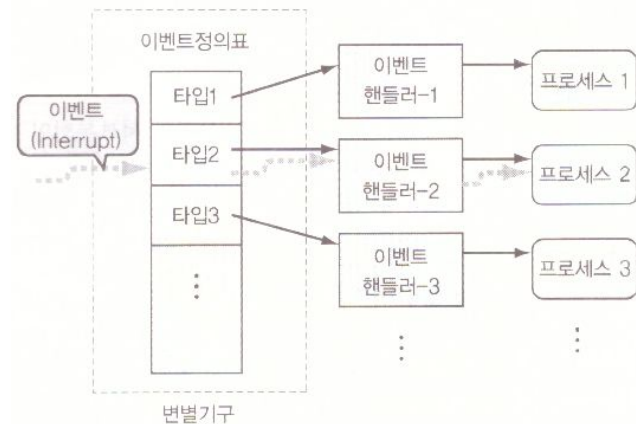 이벤트정의표
이벤트
(Interrupt)
타입1
타입2
타입3
이벤트
핸들러-1
이벤트
핸들러-2
이벤트
핸들러-3
프로세스 1
프로세스 2
프로세스 3
변별기구